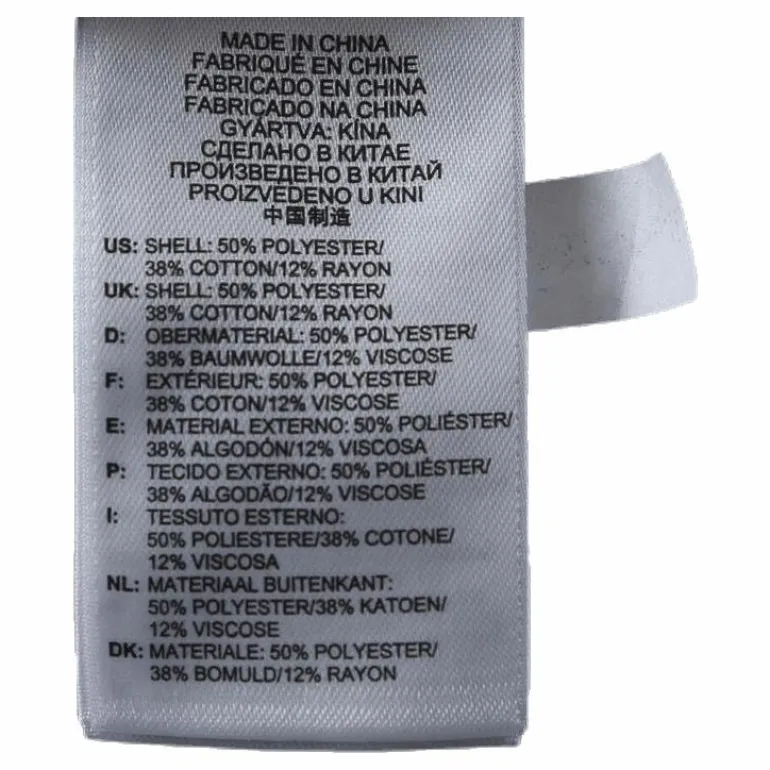 MADE IN CHINA
FABRIQUÉ EN CHINE
FABRICADO EN CHINA
FABRICADO NA CHINA
GYÁRTVA: KÍNA
СДЕЛАНО В КИТАЕ
ПРОИЗВЕДЕНО В КИТАЙ
PROIZVEDENO U KINI
中国制造
US: SHELL: 50% POLYESTER/
38% COTTON/12% RAYON
UK: SHELL: 50% POLYESTER/
38% COTTON/12% RAYON
D: OBERMATERIAL: 50% POLYESTER/
38% BAUMWOLLE/12% VISCOSE
F: EXTÉRIEUR: 50% POLYESTER/
38% COTON/12% VISCOSE
E: MATERIAL EXTERNO: 50% POLIÉSTER/
38% ALGODÓN/12% VISCOSA
P: TECIDO EXTERNO: 50% POLIÉSTER/
38% ALGODÃO/12% VISCOSE
I: TESSUTO ESTERNO:
50% POLIESTERE/38% COTONE/
12% VISCOSA
NL: MATERIAAL BUITENKANT:
50% POLYESTER/38% KATOEN/
12% VISCOSE
DK: MATERIALE: 50% POLYESTER/
38% BOMULD/12% RAYON